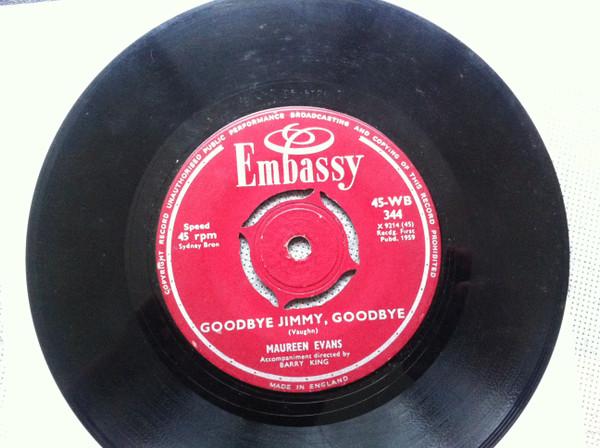 COPYRIGHT RECORD UNAUTHORISED PUBLIC PERFORMANCE BROADCASTING AND COPYING OF THIS RECORD PROHIBITED
Embassy
45-WB
344
X 9214 (45)
Recdg. First
Pubd. 1959
Speed
45 rpm
Sydney Bron
GOODBYE JIMMY, GOODBYE
(Vaughn)
MAUREEN EVANS
Accompaniment directed by
BARRY KING
MADE IN ENGLAND